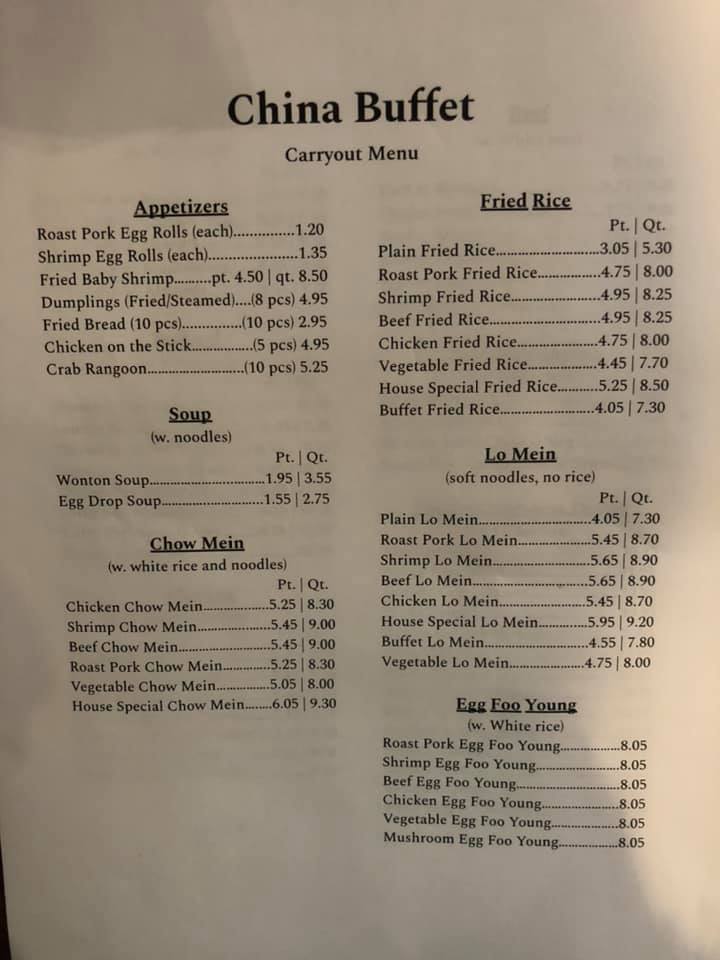 China Buffet
Carryout Menu
Appetizers
Roast Pork Egg Rolls (each)...............1.20
Shrimp Egg Rolls (each)......................1.35
Fried Baby Shrimp.........pt. 4.50 | qt. 8.50
Dumplings (Fried/Steamed)....(8 pcs) 4.95
Fried Bread (10 pcs)...............(10 pcs) 2.95
Chicken on the Stick................(5 pcs) 4.95
Crab Rangoon...........................(10 pcs) 5.25
Soup
(w. noodles)
Pt. | Qt.
Wonton Soup.................................1.95 | 3.55
Egg Drop Soup.............................1.55 | 2.75
Chow Mein
(w. white rice and noodles)
Pt. | Qt.
Chicken Chow Mein...................5.25 | 8.30
Shrimp Chow Mein.....................5.45 | 9.00
Beef Chow Mein..........................5.45 | 9.00
Roast Pork Chow Mein..............5.25 | 8.30
Vegetable Chow Mein................5.05 | 8.00
House Special Chow Mein........6.05 | 9.30
Fried Rice
Pt. | Qt.
Plain Fried Rice.............................3.05 | 5.30
Roast Pork Fried Rice..................4.75 | 8.00
Shrimp Fried Rice.........................4.95 | 8.25
Beef Fried Rice...............................4.95 | 8.25
Chicken Fried Rice.......................4.75 | 8.00
Vegetable Fried Rice....................4.45 | 7.70
House Special Fried Rice...........5.25 | 8.50
Buffet Fried Rice...........................4.05 | 7.30
Lo Mein
(soft noodles, no rice)
Pt. | Qt.
Plain Lo Mein................................4.05 | 7.30
Roast Pork Lo Mein.....................5.45 | 8.70
Shrimp Lo Mein............................5.65 | 8.90
Beef Lo Mein.................................5.65 | 8.90
Chicken Lo Mein.........................5.45 | 8.70
House Special Lo Mein..............5.95 | 9.20
Buffet Lo Mein.............................4.55 | 7.80
Vegetable Lo Mein.....................4.75 | 8.00
Egg Foo Young
(w. White rice)
Roast Pork Egg Foo Young.................8.05
Shrimp Egg Foo Young........................8.05
Beef Egg Foo Young..............................8.05
Chicken Egg Foo Young......................8.05
Vegetable Egg Foo Young...................8.05
Mushroom Egg Foo Young.................8.05